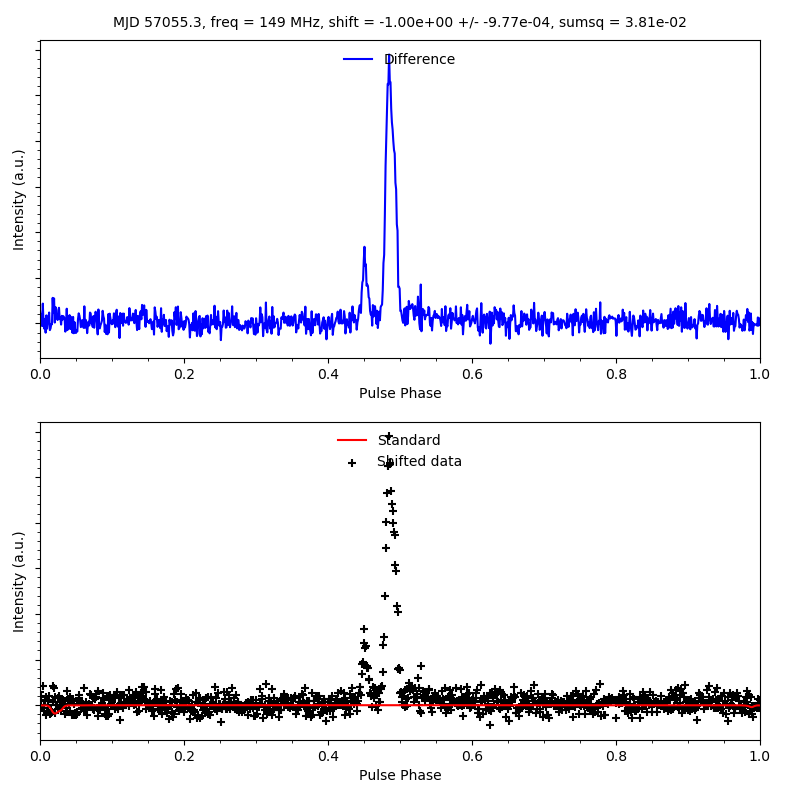 MJD 57055.3, freq = 149 MHz, shift = -1.00e+00 +/- -9.77e-04, sumsq = 3.81e-02
Difference
Intensity (a.u.)
0.0 0.2 0.4 0.6 0.8 1.0
Pulse Phase
Standard
Shifted data
Intensity (a.u.)
0.0 0.2 0.4 0.6 0.8 1.0
Pulse Phase